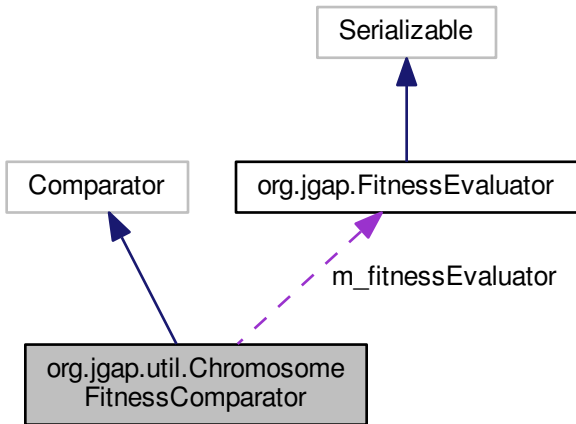 Serializable
Comparator
org.jgap.FitnessEvaluator
m_fitnessEvaluator
org.jgap.util.Chromosome
FitnessComparator